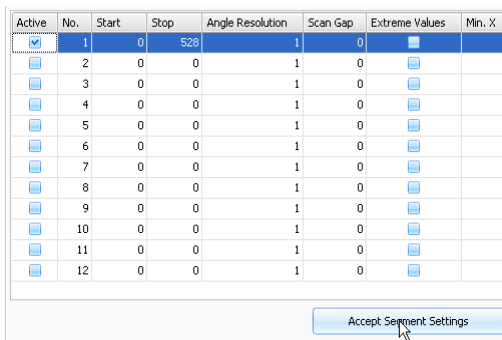 Active No. Start Stop Angle Resolution Scan Gap Extreme Values Min. X
1 0 528 1 0
2 0 0 1 0
3 0 0 1 0
4 0 0 1 0
5 0 0 1 0
6 0 0 1 0
7 0 0 1 0
8 0 0 1 0
9 0 0 1 0
10 0 0 1 0
11 0 0 1 0
12 0 0 1 0
Accept Segment Settings